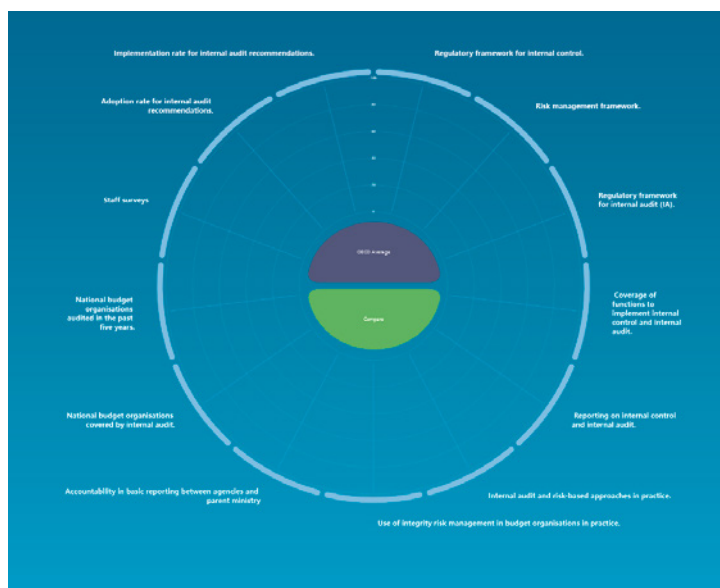 Implementation rate for internal audit recommendations.
Regulatory framework for internal control.
Adoption rate for internal audit
recommendations.
Risk management framework.
Staff surveys
Regulatory framework
for internal audit (IA).
OECD average
Compare
National budget
organisations
audited in the past
five years.
Coverage of
functions to
implement internal
control and internal
audit.
National budget organisations
covered by internal audit.
Reporting on internal control
and internal audit.
Accountability in basic reporting between agencies and
parent ministry
Internal audit and risk-based approaches in practice.
Use of integrity risk management in budget organisations in practice.